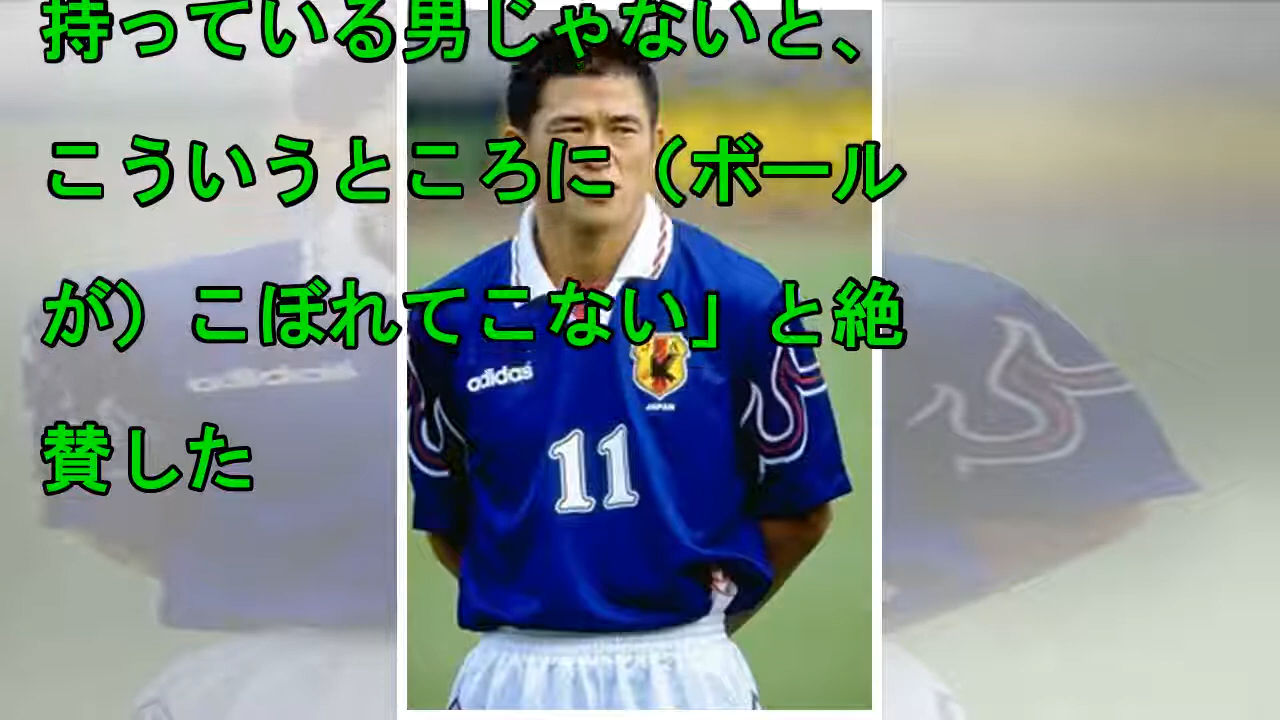 持っている男じゃないと、
こういうところに（ボール
が）こぼれてこない」と絶
賛した
adidas
JAPAN
11
adidas